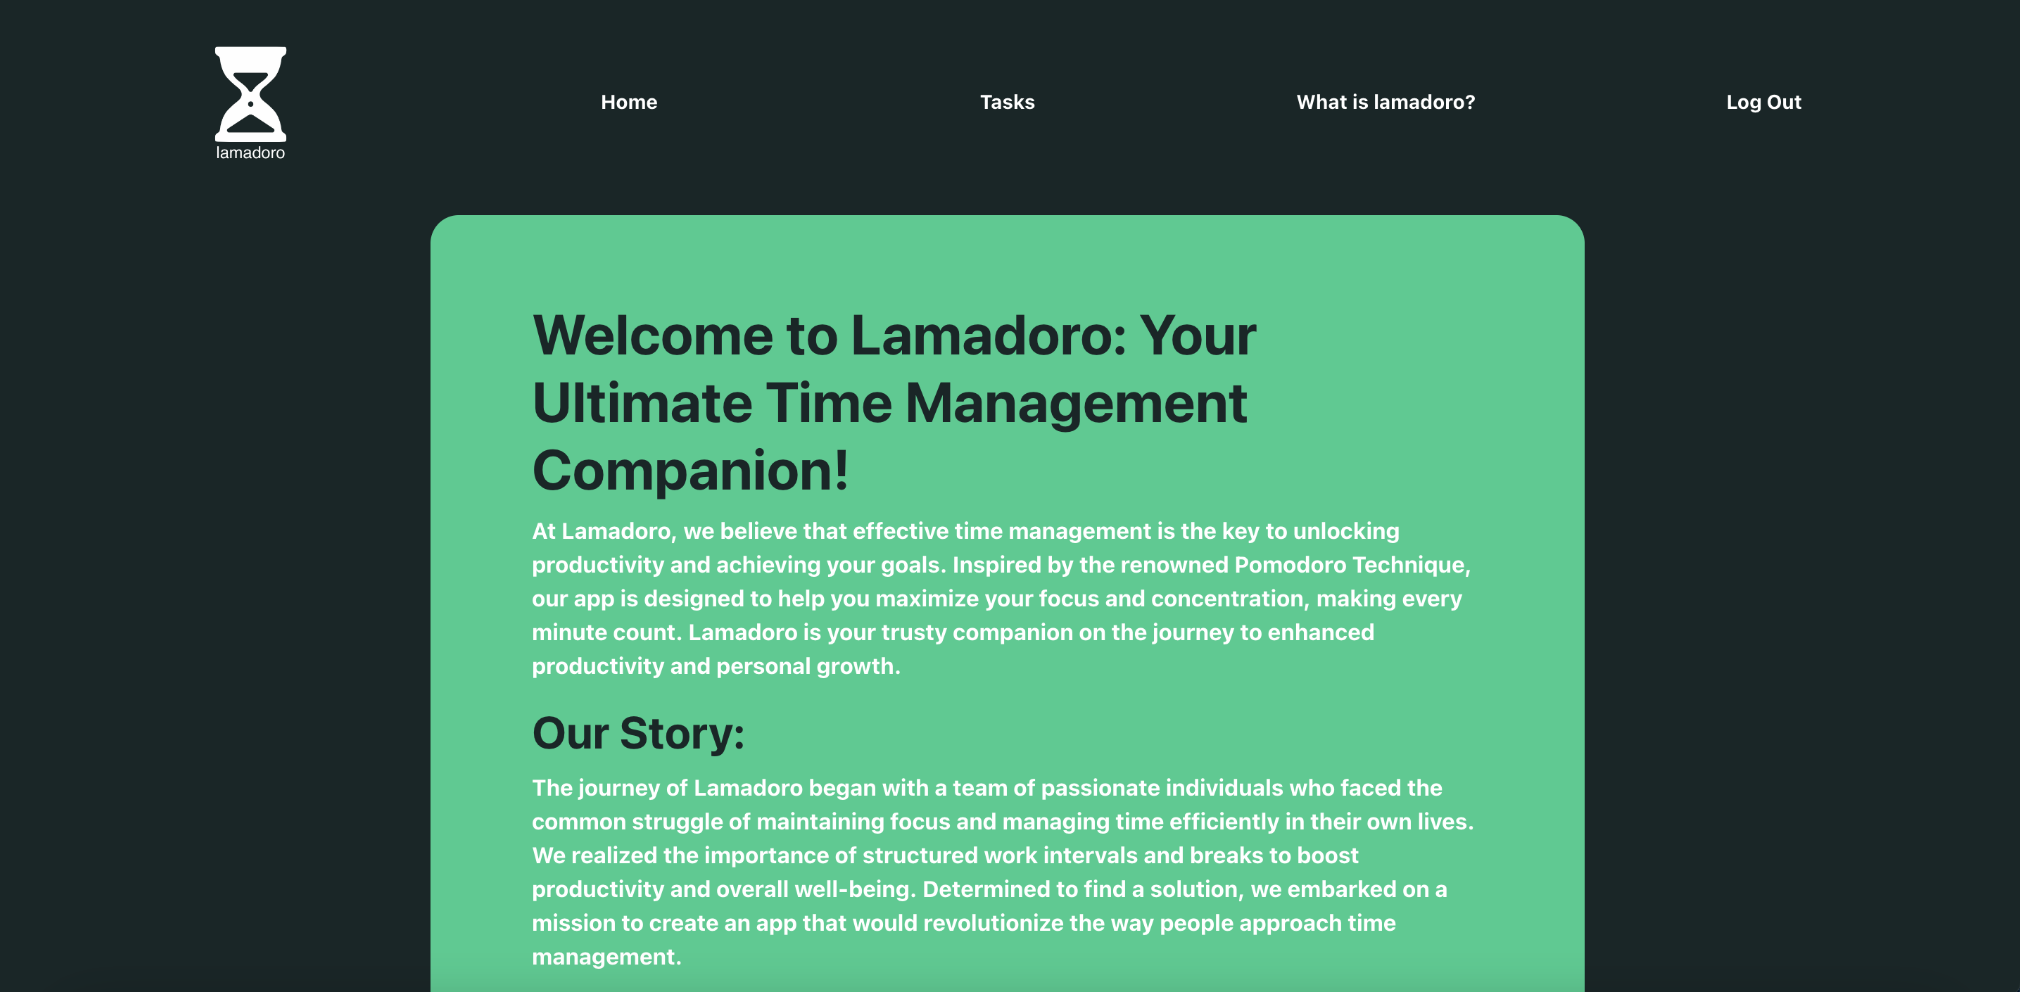 lamadoro
Home
Tasks
What is lamadoro?
Log Out
Welcome to Lamadoro: Your
Ultimate Time Management
Companion!
At Lamadoro, we believe that effective time management is the key to unlocking
productivity and achieving your goals. Inspired by the renowned Pomodoro Technique,
our app is designed to help you maximize your focus and concentration, making every
minute count. Lamadoro is your trusty companion on the journey to enhanced
productivity and personal growth.
Our Story:
The journey of Lamadoro began with a team of passionate individuals who faced the
common struggle of maintaining focus and managing time efficiently in their own lives.
We realized the importance of structured work intervals and breaks to boost
productivity and overall well-being. Determined to find a solution, we embarked on a
mission to create an app that would revolutionize the way people approach time
management.